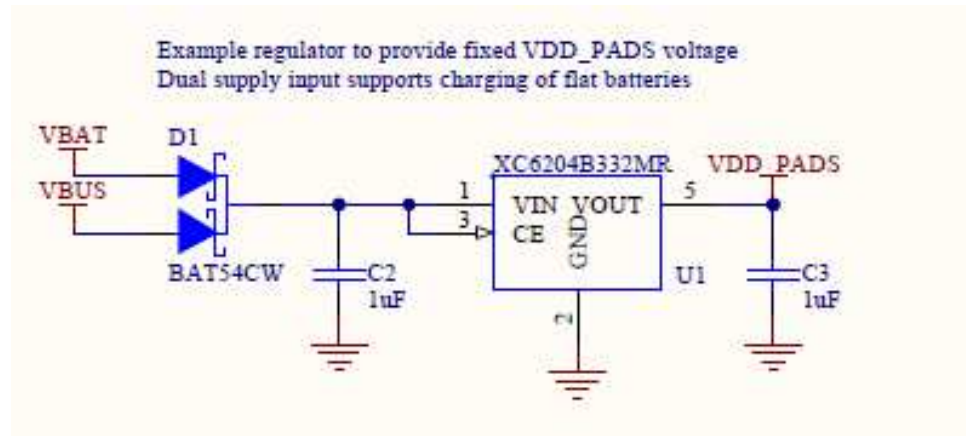 Example regulator to provide fixed VDD_PADS voltage
Dual supply input supports charging of flat batteries
VBAT
D1
VBUS
BAT54CW
C2
1uF
XC6204B332MR
1
VIN VOUT
5
3
CE
GND
2
U1
VDD_PADS
C3
1uF